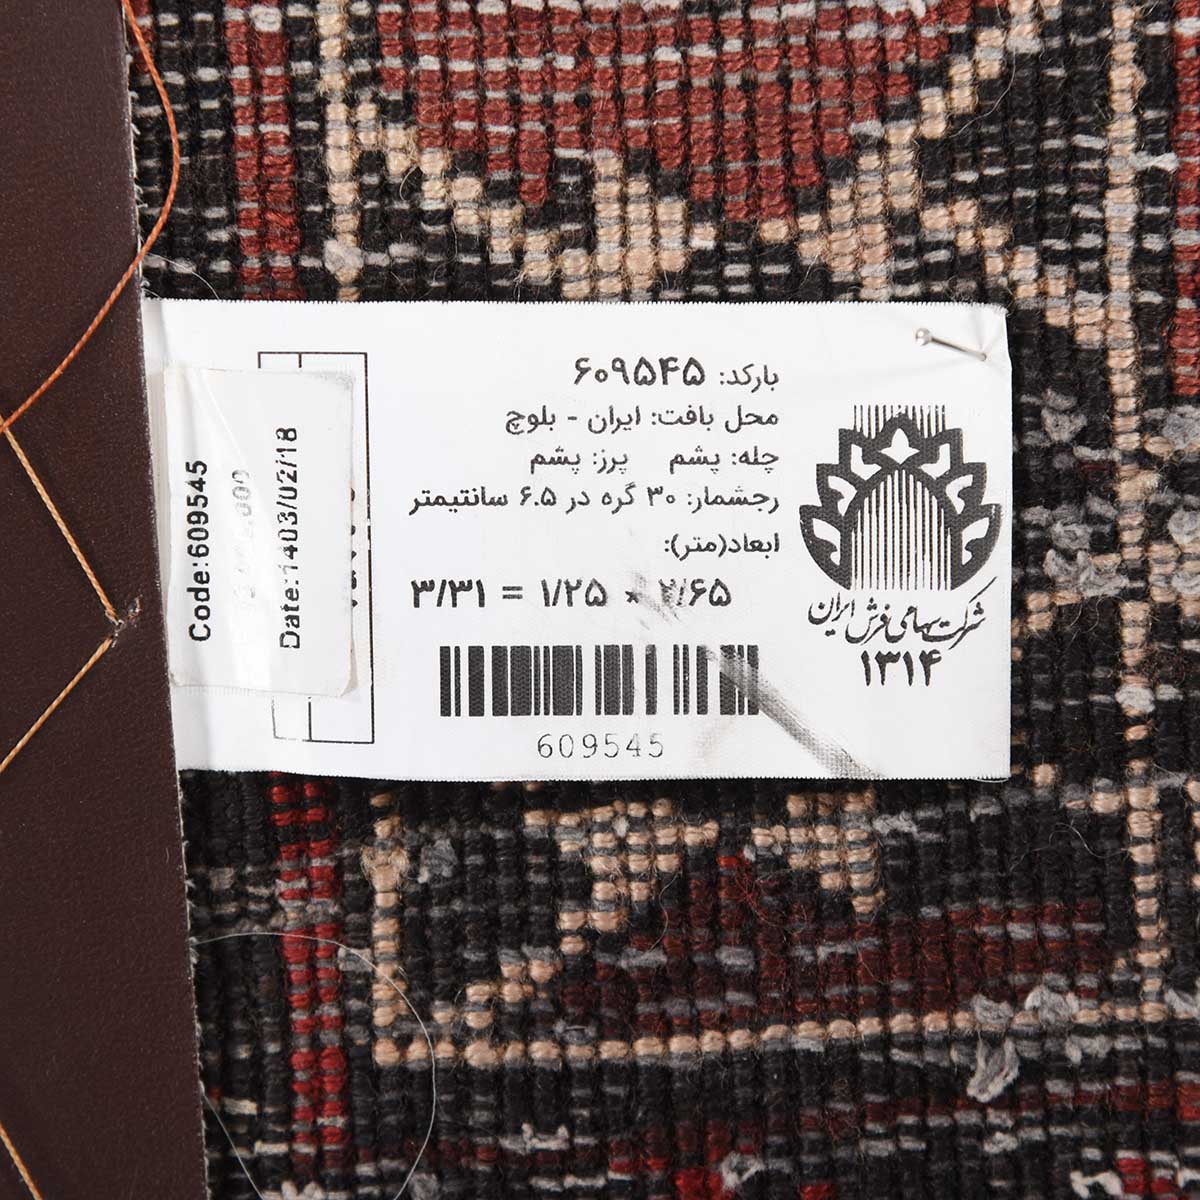 بارکد: ۶۰۹۵۴۵
محل بافت: ایران - بلوچ
چله: پشم پرز: پشم
رجشمار: ۳۰ گره در ۶.۵ سانتیمتر
ابعاد(متر):
۲/۶۵ * ۱/۲۵ = ۳/۳۱
609545
شرکت سهامی فرش ایران
۱۳۱۴
Code:609545
Date:1403/02/18